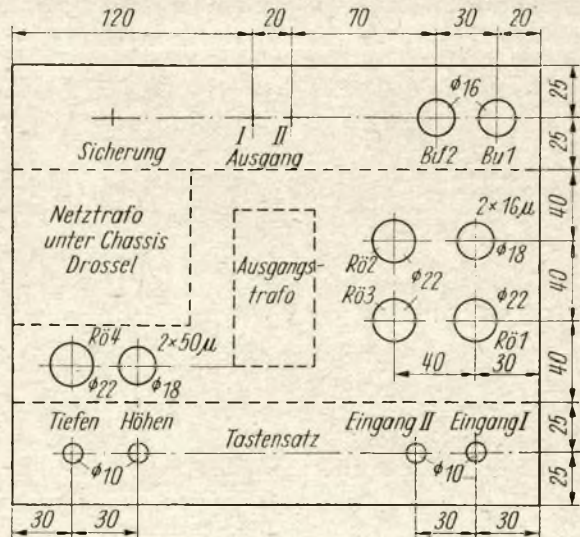 120 20 70 30 20
ϕ16
25
Sicherung I II Ausgang Bu2 Bu1
25
Netztrafo
unter Chassis
Drossel
Ausgangs-
trafo
2×16μ
40
Rö2 ϕ18
ϕ22
40
Rö3 ϕ22
Rö1
Rö4 2×50μ
ϕ22 ϕ18
40 30
40
Tiefen Höhen Tastensatz Eingang II Eingang I
25
ϕ10 ϕ10
25
30 30 30 30